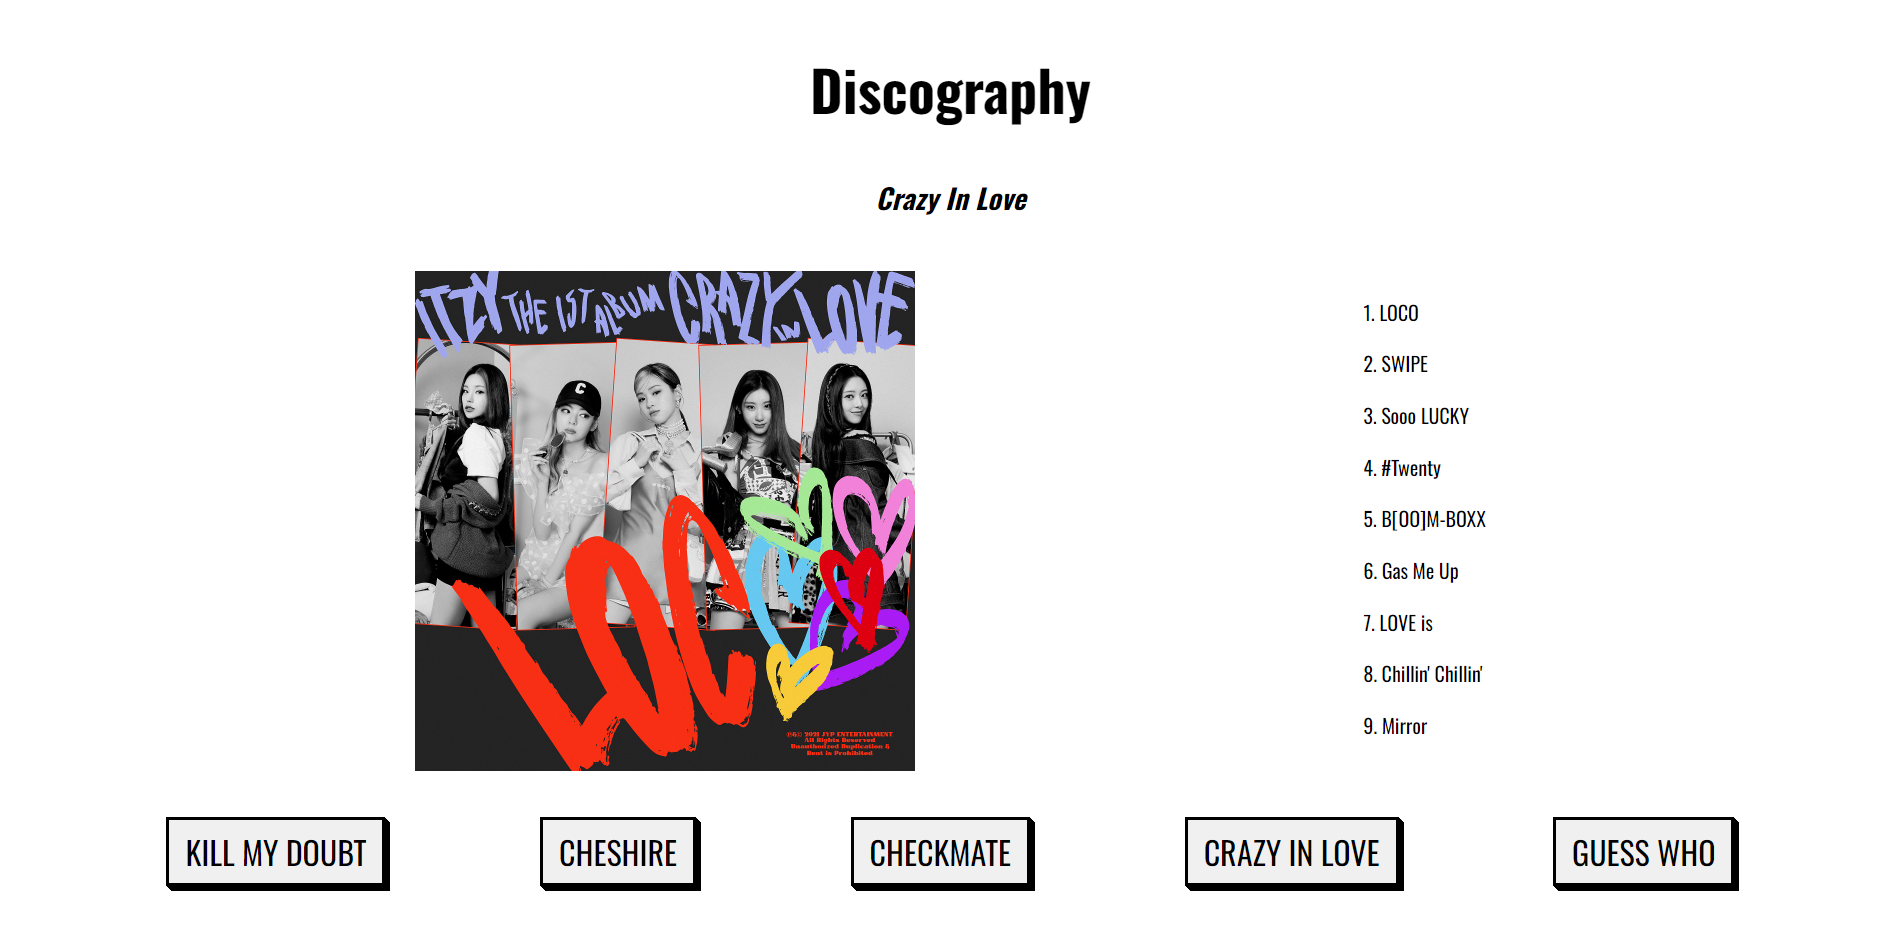 Discography
Crazy In Love
ITZY THE 1ST ALBUM CRAZY IN LOVE
C
LOCO
℗&© 2021 JYP ENTERTAINMENT
All Rights Reserved
Unauthorized Duplication &
Rent is Prohibited
1. LOCO
2. SWIPE
3. Sooo LUCKY
4. #Twenty
5. B[OO]M-BOXX
6. Gas Me Up
7. LOVE is
8. Chillin' Chillin'
9. Mirror
KILL MY DOUBT
CHESHIRE
CHECKMATE
CRAZY IN LOVE
GUESS WHO